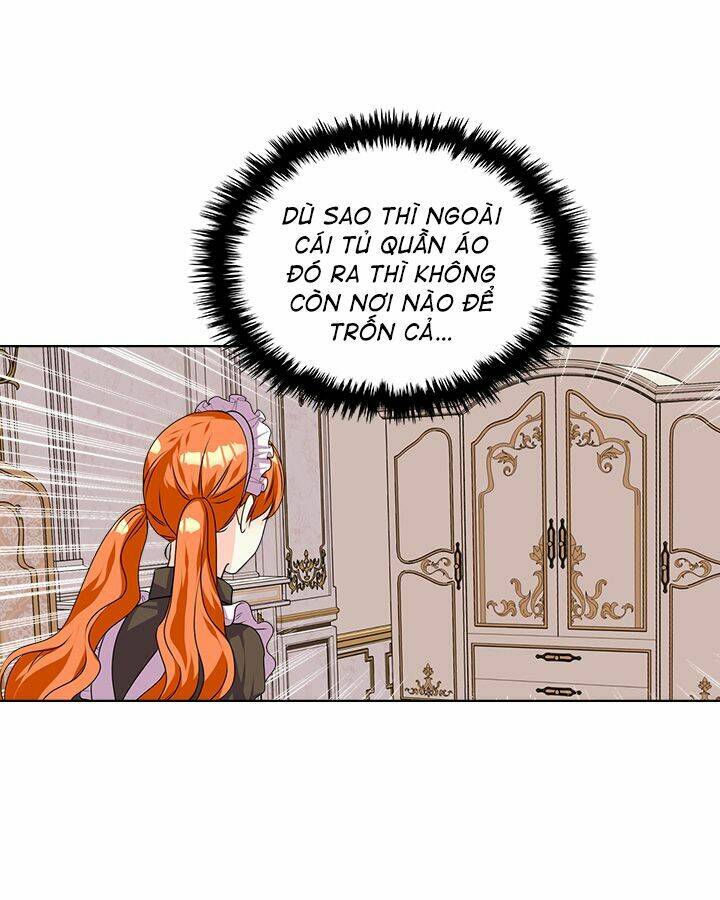 DÙ SAO THÌ NGOÀI
CÁI TỦ QUẦN ÁO
ĐÓ RA THÌ KHÔNG
CÒN NƠI NÀO ĐỂ
TRỐN CẢ...